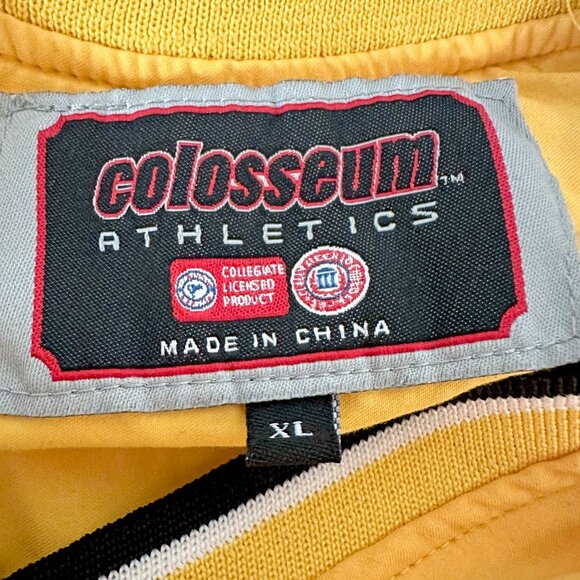 colosseum™
ATHLETICS
COLLEGIATE
LICENSED
PRODUCT
MADE IN CHINA
XL